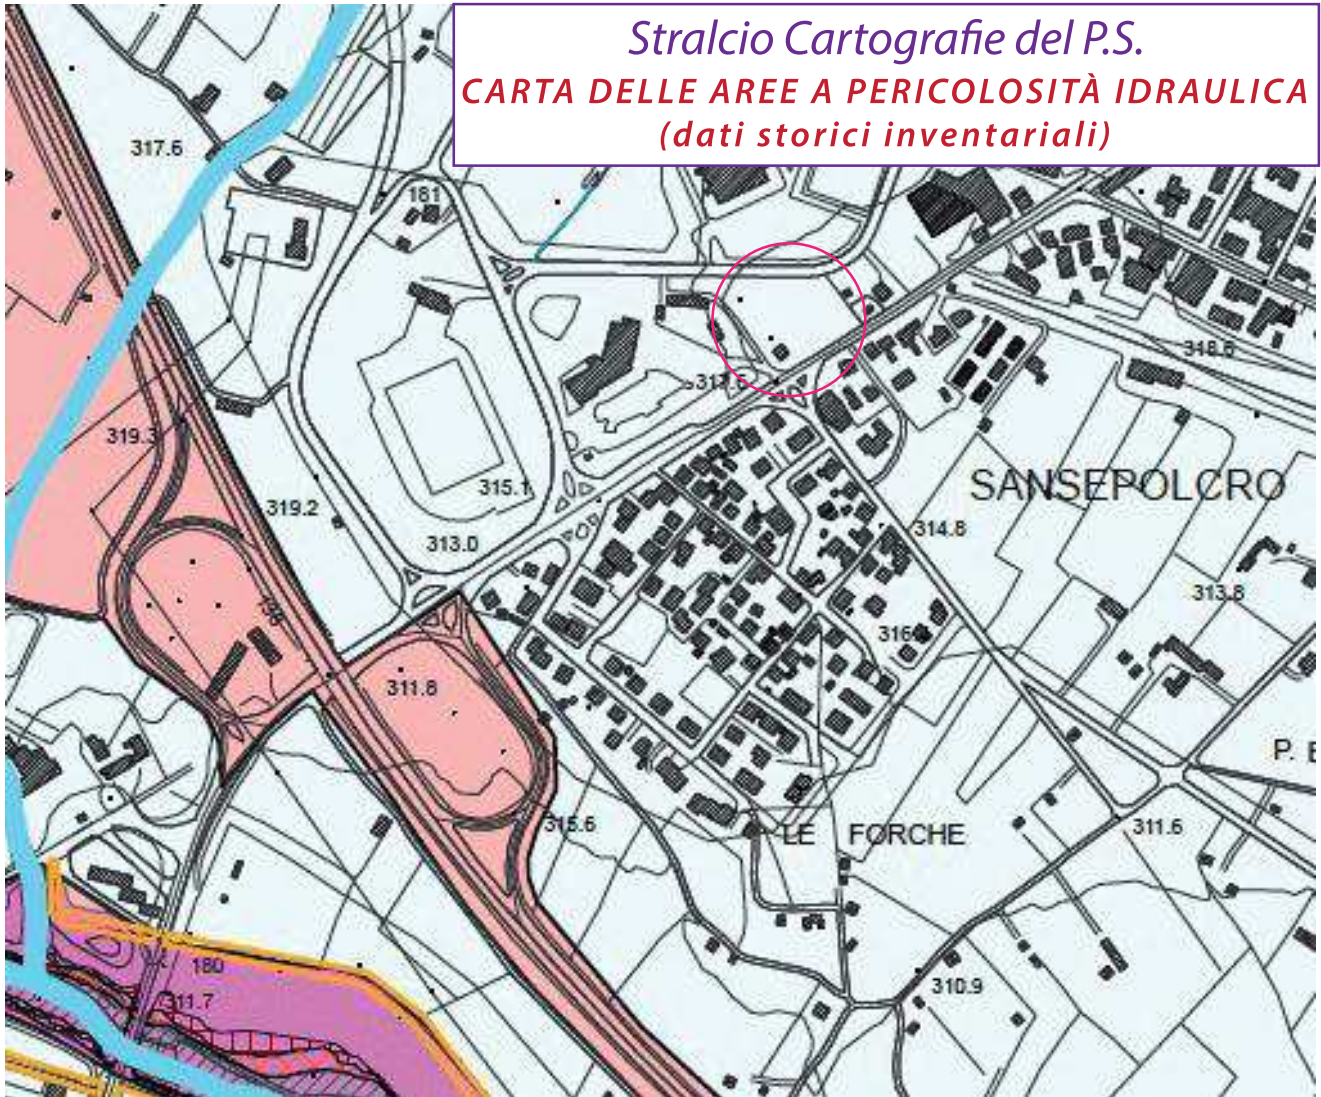 Stralcio Cartografie del P.S.
CARTA DELLE AREE A PERICOLOSITÀ IDRAULICA
(dati storici inventariali)
317.6
181
318.6
319.3
315.1
SANSEPOLCRO
319.2
314.8
313.0
313.8
311.8
P.
315.6
LE FORCHE
311.6
180
311.7
310.9